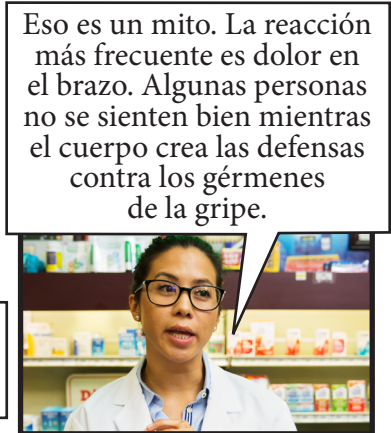 Eso es un mito. La reacción
más frecuente es dolor en
el brazo. Algunas personas
no se sienten bien mientras
el cuerpo crea las defensas
contra los gérmenes
de la gripe.